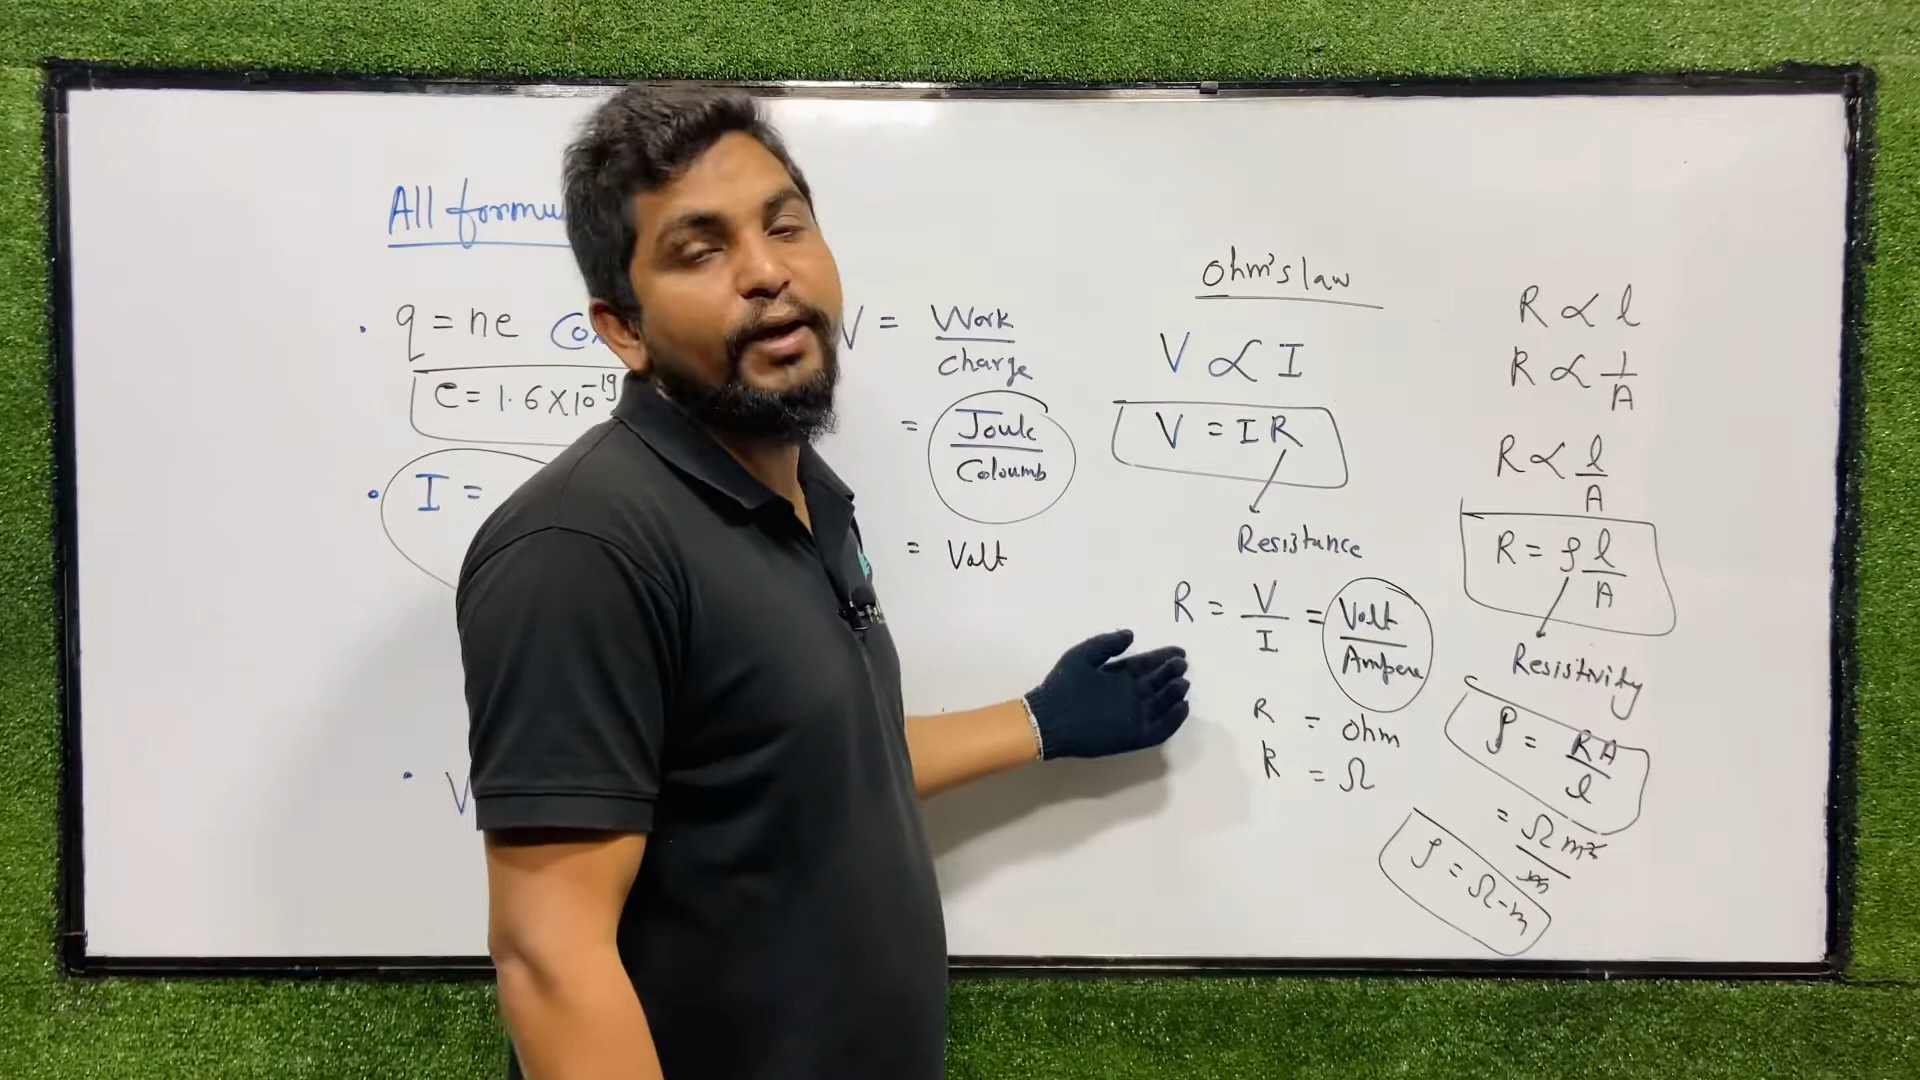 All formu
q = ne Co
e = 1.6 X 10^-19
I =
V
V = Work / Charge
= Joule / Coloumb
= Volt
Ohm's law
V ∝ I
V = I R
Resistance
R = V / I = Volt / Ampere
R = ohm
R = Ω
R ∝ l
R ∝ 1 / A
R ∝ l / A
R = ρ l / A
Resistivity
ρ = RA / l
= Ω m² / m
ρ = Ω-m